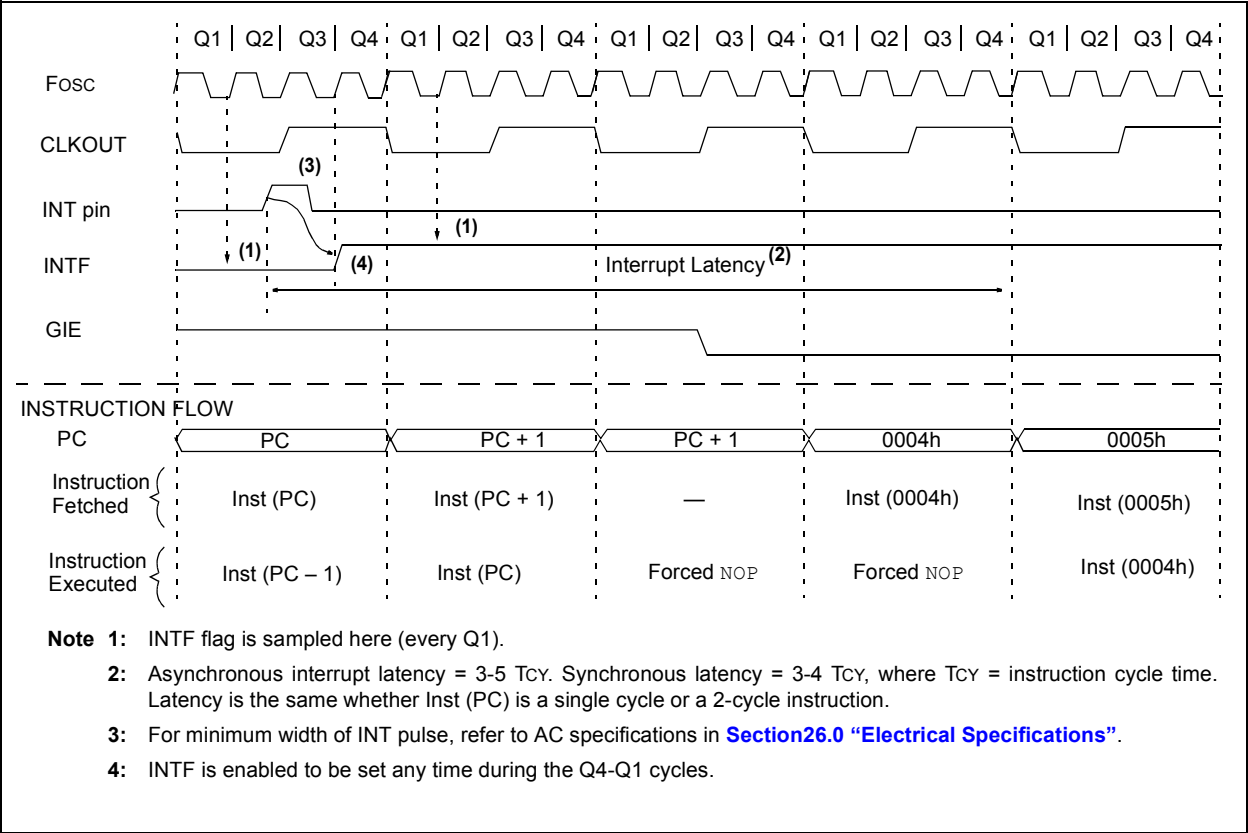 Q1 Q2 Q3 Q4 Q1 Q2 Q3 Q4 Q1 Q2 Q3 Q4 Q1 Q2 Q3 Q4 Q1 Q2 Q3 Q4
FOSC
CLKOUT
(3)
INT pin
(1) (1)
INTF (4) Interrupt Latency (2)
GIE
INSTRUCTION FLOW
PC PC PC + 1 PC + 1 0004h 0005h
Instruction
Fetched Inst (PC) Inst (PC + 1) — Inst (0004h) Inst (0005h)
Instruction
Executed Inst (PC – 1) Inst (PC) Forced NOP Forced NOP Inst (0004h)
Note 1: INTF flag is sampled here (every Q1).
2: Asynchronous interrupt latency = 3-5 TCY. Synchronous latency = 3-4 TCY, where TCY = instruction cycle time.
Latency is the same whether Inst (PC) is a single cycle or a 2-cycle instruction.
3: For minimum width of INT pulse, refer to AC specifications in Section26.0 “Electrical Specifications”.
4: INTF is enabled to be set any time during the Q4-Q1 cycles.